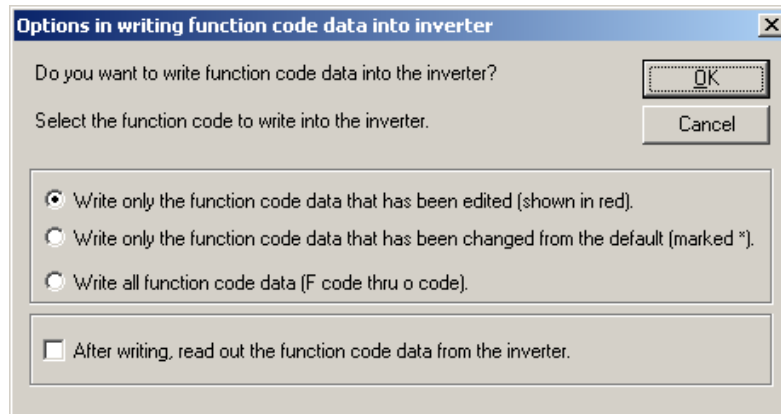 Options in writing function code data into inverter
Do you want to write function code data into the inverter?
OK
Select the function code to write into the inverter.
Cancel
Write only the function code data that has been edited (shown in red).
Write only the function code data that has been changed from the default (marked *).
Write all function code data (F code thru o code).
After writing, read out the function code data from the inverter.